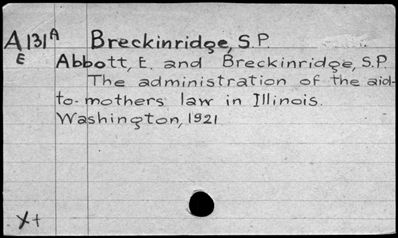 A131A Breckinridge, S.P.
E Abbott, E. and Breckinridge, S.P.
The administration of the aid-
to-mothers law in Illinois.
Washington, 1921